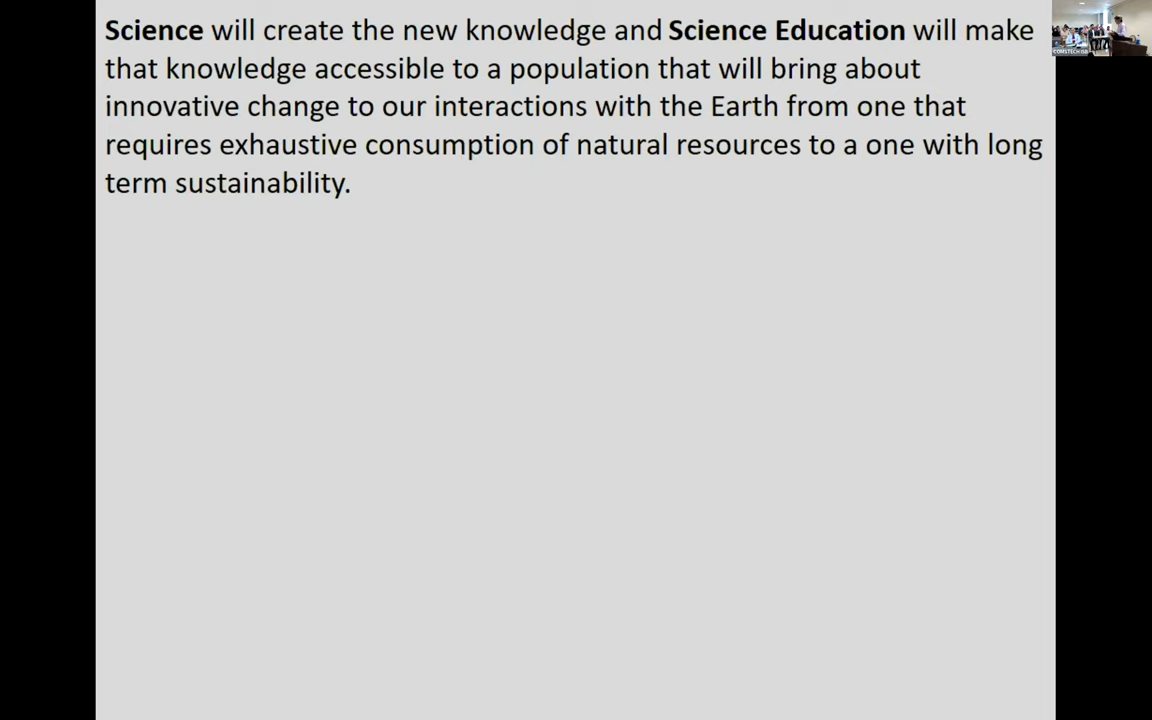 Science will create the new knowledge and Science Education will make
that knowledge accessible to a population that will bring about
innovative change to our interactions with the Earth from one that
requires exhaustive consumption of natural resources to a one with long
term sustainability.